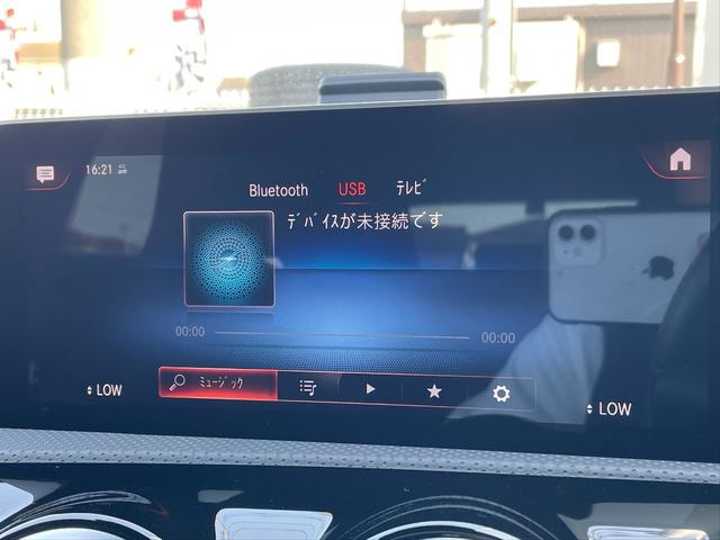 16:21
Bluetooth USB テレビ
デバイスが未接続です
00:00 00:00
ミュージック
LOW LOW